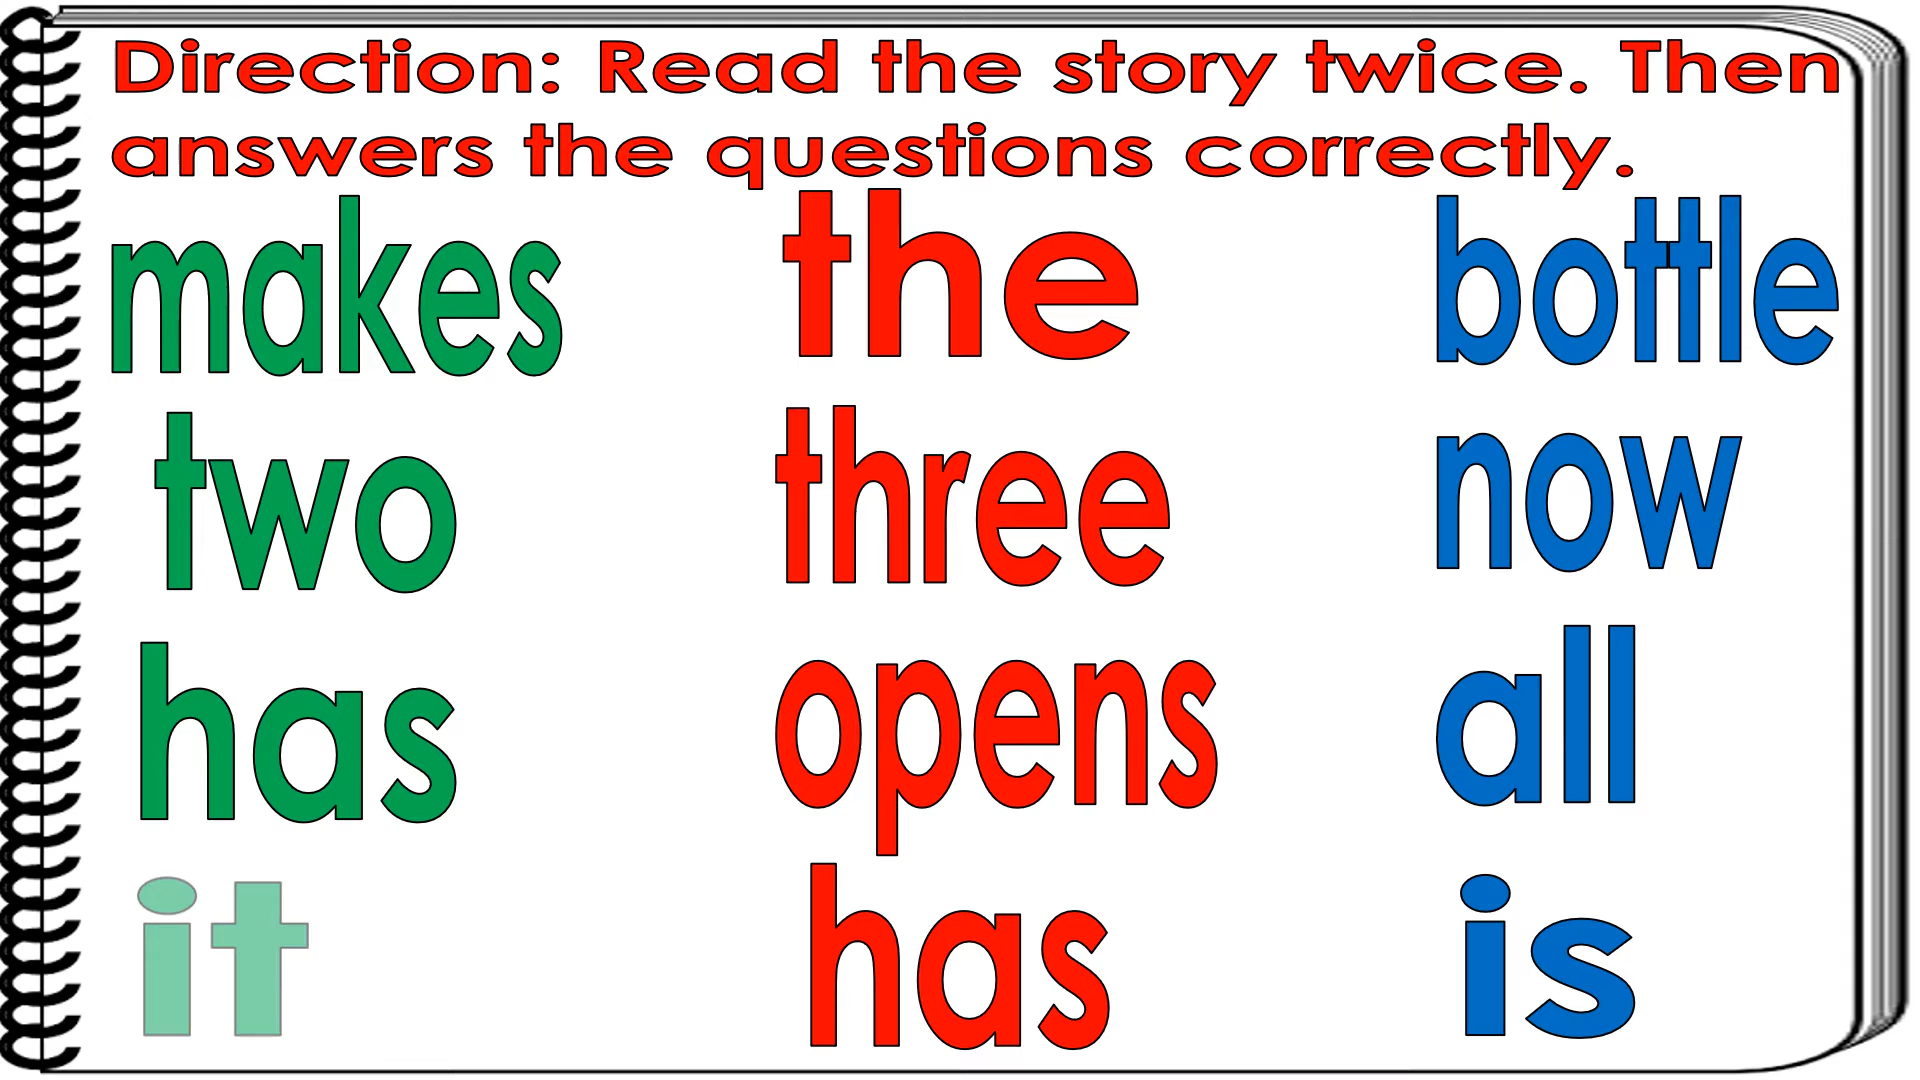 Direction: Read the story twice. Then
answers the questions correctly.
makes the bottle
two three now
has opens all
it has is